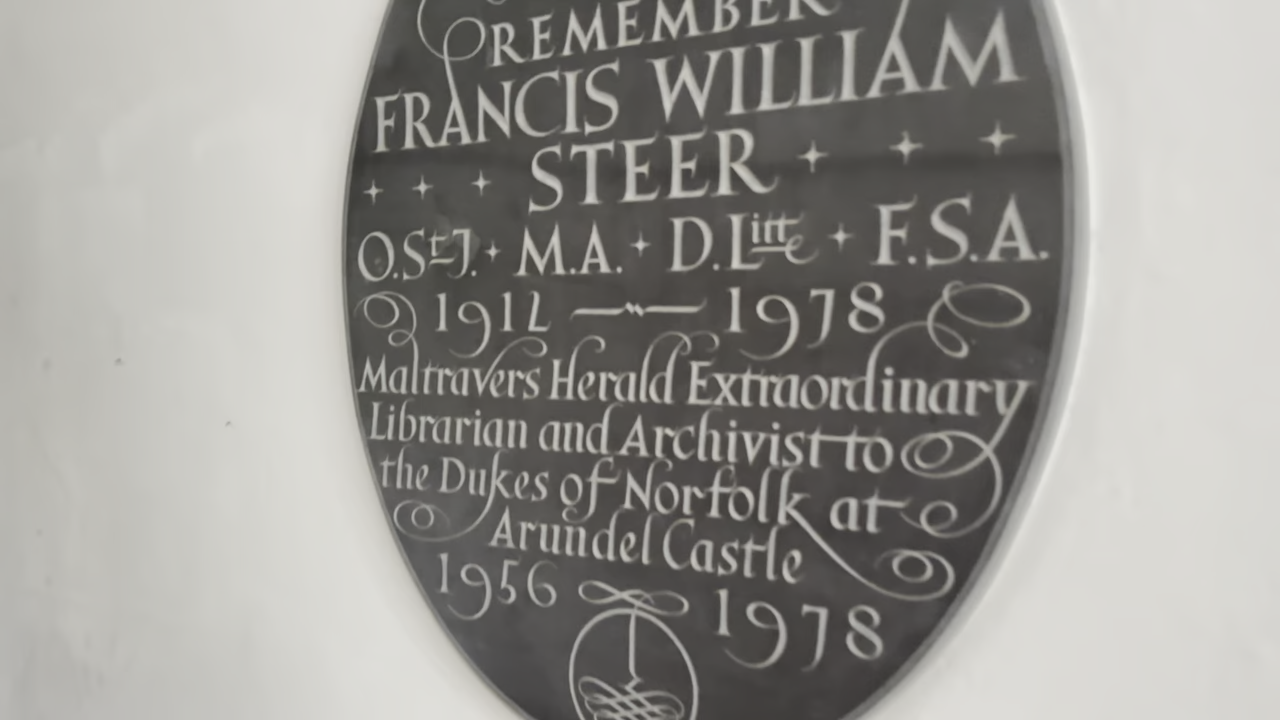 REMEMBER
FRANCIS WILLIAM
STEER
O.St.J. + M.A. + D.Litt + F.S.A.
1912 — 1978
Maltravers Herald Extraordinary
Librarian and Archivist to
the Dukes of Norfolk at
Arundel Castle
1956 1978